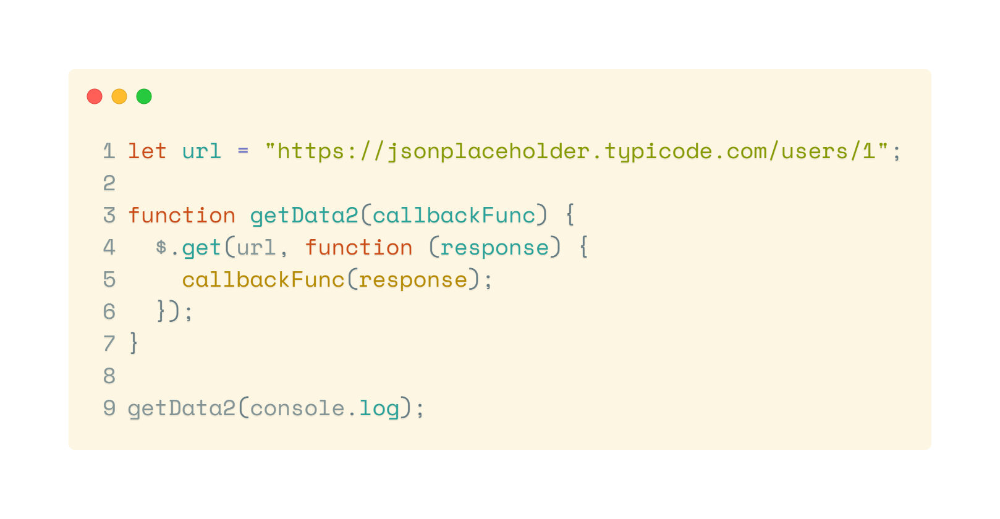 1 let url = "https://jsonplaceholder.typicode.com/users/1";
2
3 function getData2(callbackFunc) {
4   $.get(url, function (response) {
5     callbackFunc(response);
6   });
7 }
8
9 getData2(console.log);